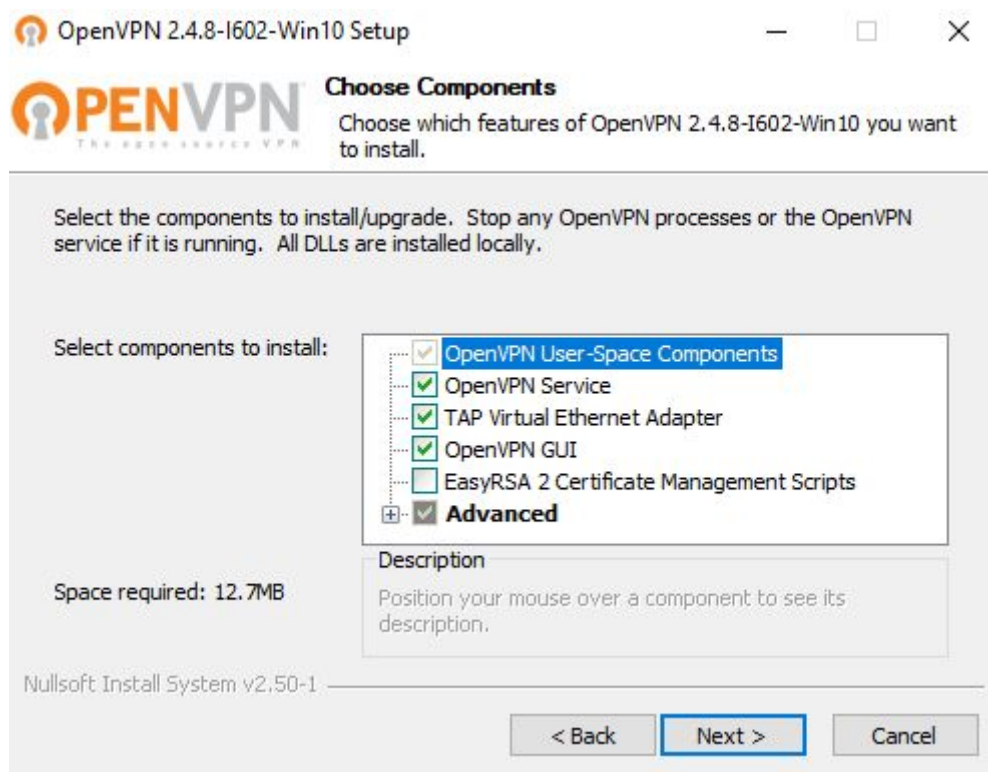 OpenVPN 2.4.8-I602-Win10 Setup
OPENVPN
The open source VPN
Choose Components
Choose which features of OpenVPN 2.4.8-I602-Win10 you want
to install.
Select the components to install/upgrade. Stop any OpenVPN processes or the OpenVPN
service if it is running. All DLLs are installed locally.
Select components to install:
OpenVPN User-Space Components
OpenVPN Service
TAP Virtual Ethernet Adapter
OpenVPN GUI
EasyRSA 2 Certificate Management Scripts
Advanced
Space required: 12.7MB
Description
Position your mouse over a component to see its
description.
Nullsoft Install System v2.50-1
< Back
Next >
Cancel